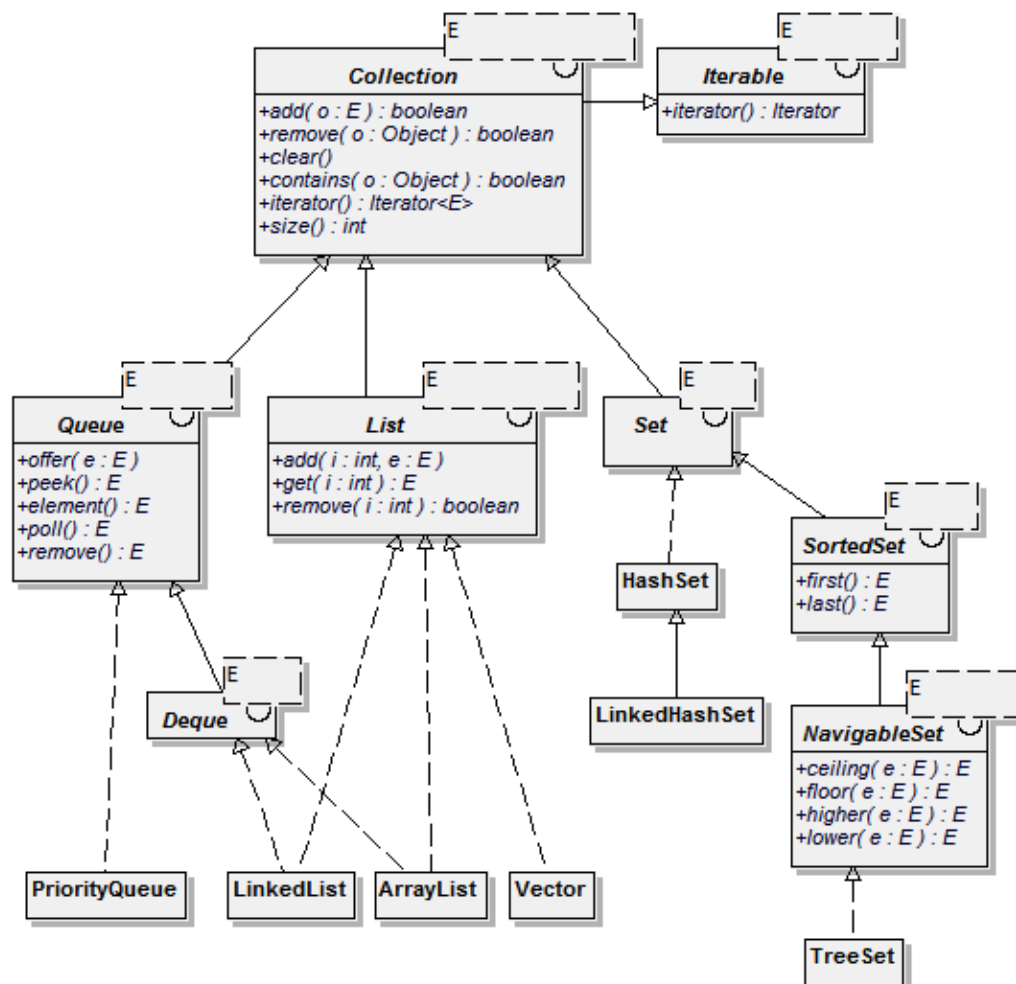 E
Collection
+add( o : E ) : boolean
+remove( o : Object ) : boolean
+clear()
+contains( o : Object ) : boolean
+iterator() : Iterator<E>
+size() : int
E
Iterable
+iterator() : Iterator
E
Queue
+offer( e : E )
+peek() : E
+element() : E
+poll() : E
+remove() : E
E
List
+add( i : int, e : E )
+get( i : int ) : E
+remove( i : int ) : boolean
E
Set
E
SortedSet
+first() : E
+last() : E
HashSet
E
Deque
LinkedHashSet
E
NavigableSet
+ceiling( e : E ) : E
+floor( e : E ) : E
+higher( e : E ) : E
+lower( e : E ) : E
PriorityQueue
LinkedList
ArrayList
Vector
TreeSet